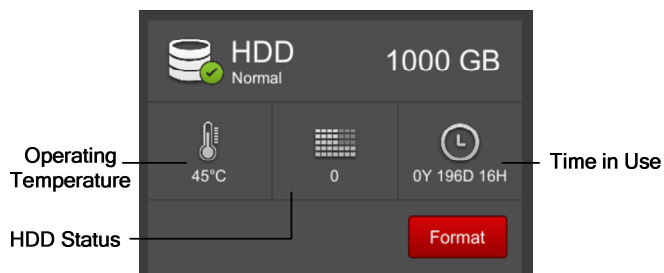 HDD
Normal
1000 GB
Operating
Temperature
45°C
0
0Y 196D 16H
Time in Use
HDD Status
Format